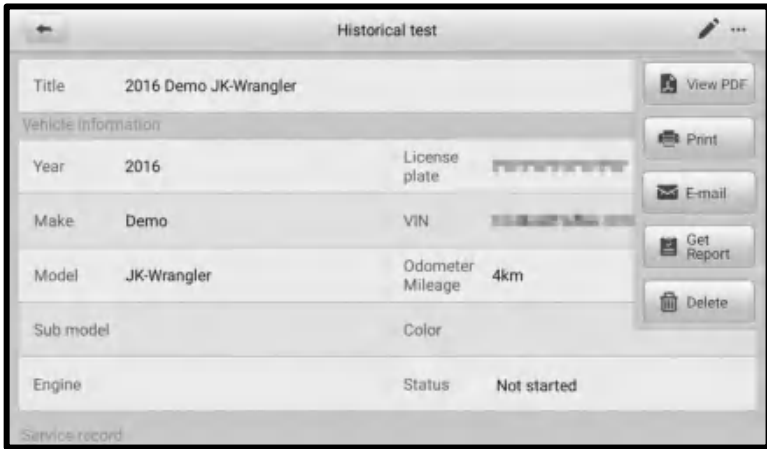 Historical test
Title 2016 Demo JK-Wrangler
View PDF
Vehicle information
Print
Year 2016 License plate
E-mail
Make Demo VIN
Get Report
Model JK-Wrangler Odometer Mileage 4km
Delete
Sub model Color
Engine Status Not started
Service record